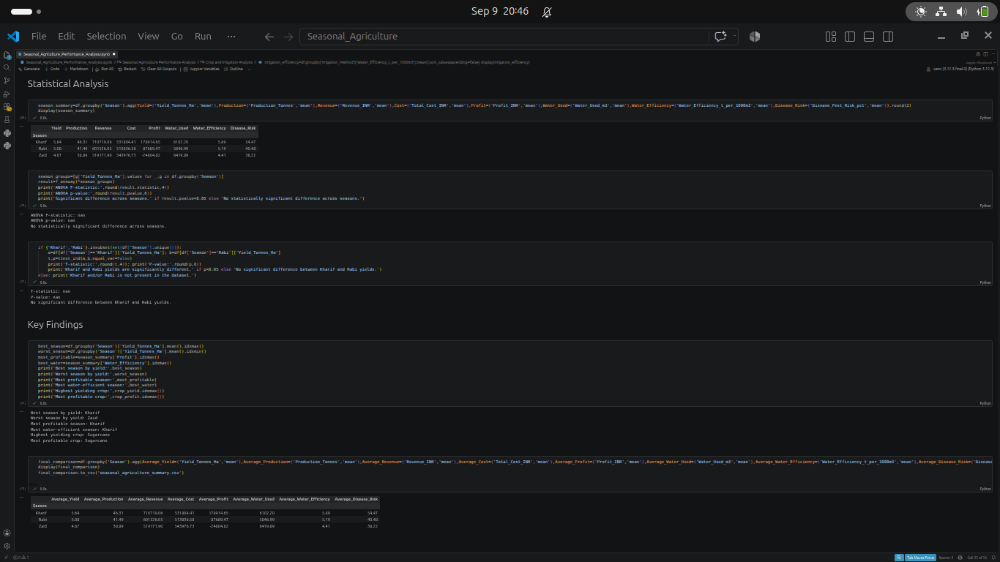 Sep 9 20:46
File Edit Selection View Go Run ···
Seasonal_Agriculture
Seasonal_Agriculture_Performance_Analysis.ipynb
Seasonal_Agriculture_Performance_Analysis.ipynb > Seasonal Agriculture Performance Analysis > Crop and Irrigation Analysis > irrigation_efficiency=df.groupby('Irrigation_Method')['Water_Efficiency_t_per_1000m3'].mean().sort_values(ascending=False); display(irrigation_efficiency)
Generate + Code + Markdown | Run All Restart Clear All Outputs | Jupyter Variables Outline ···
.venv (3.12.3.final.0) (Python 3.12.3)
Statistical Analysis
season_summary=df.groupby('Season').agg(Yield=('Yield_Tonnes_Ha','mean'),Production=('Production_Tonnes','mean'),Revenue=('Revenue_INR','mean'),Cost=('Total_Cost_INR','mean'),Profit=('Profit_INR','mean'),Water_Used=('Water_Used_m3','mean'),Water_Efficiency=('Water_Efficiency_t_per_1000m3','mean'),Disease_Risk=('Disease_Pest_Risk_pct','mean')).round(2)
display(season_summary)
[69] 0.0s Python
Yield Production Revenue Cost Profit Water_Used Water_Efficiency Disease_Risk
Season
Kharif 5.64 46.31 710719.06 531804.41 178914.65 6102.20 5.89 54.47
Rabi 5.08 41.49 601526.05 513836.58 87689.47 5846.99 5.19 40.48
Zaid 4.67 38.89 519171.90 543976.73 -24804.82 6419.89 4.41 38.22
season_groups=[g['Yield_Tonnes_Ha'].values for _,g in df.groupby('Season')]
result=f_oneway(*season_groups)
print('ANOVA F-statistic:',round(result.statistic,4))
print('ANOVA p-value:',round(result.pvalue,6))
print('Significant difference across seasons.' if result.pvalue<0.05 else 'No statistically significant difference across seasons.')
[70] 0.0s Python
ANOVA F-statistic: nan
ANOVA p-value: nan
No statistically significant difference across seasons.
if {'Kharif','Rabi'}.issubset(set(df['Season'].unique())):
a=df[df['Season']=='Kharif']['Yield_Tonnes_Ha']; b=df[df['Season']=='Rabi']['Yield_Tonnes_Ha']
t,p=ttest_ind(a,b,equal_var=False)
print('T-statistic:',round(t,4)); print('P-value:',round(p,6))
print('Kharif and Rabi yields are significantly different.' if p<0.05 else 'No significant difference between Kharif and Rabi yields.')
else: print('Kharif and/or Rabi is not present in the dataset.')
[71] 0.0s Python
T-statistic: nan
P-value: nan
No significant difference between Kharif and Rabi yields.
Key Findings
best_season=df.groupby('Season')['Yield_Tonnes_Ha'].mean().idxmax()
worst_season=df.groupby('Season')['Yield_Tonnes_Ha'].mean().idxmin()
most_profitable=season_summary['Profit'].idxmax()
best_water=season_summary['Water_Efficiency'].idxmax()
print('Best season by yield:',best_season)
print('Worst season by yield:',worst_season)
print('Most profitable season:',most_profitable)
print('Most water-efficient season:',best_water)
print('Highest yielding crop:',crop_yield.idxmax())
print('Most profitable crop:',crop_profit.idxmax())
[72] 0.0s Python
Best season by yield: Kharif
Worst season by yield: Zaid
Most profitable season: Kharif
Most water-efficient season: Kharif
Highest yielding crop: Sugarcane
Most profitable crop: Sugarcane
final_comparison=df.groupby('Season').agg(Average_Yield=('Yield_Tonnes_Ha','mean'),Average_Production=('Production_Tonnes','mean'),Average_Revenue=('Revenue_INR','mean'),Average_Cost=('Total_Cost_INR','mean'),Average_Profit=('Profit_INR','mean'),Average_Water_Used=('Water_Used_m3','mean'),Average_Water_Efficiency=('Water_Efficiency_t_per_1000m3','mean'),Average_Disease_Risk=('Disease
display(final_comparison)
final_comparison.to_csv('seasonal_agriculture_summary.csv')
[73] 0.0s Python
Average_Yield Average_Production Average_Revenue Average_Cost Average_Profit Average_Water_Used Average_Water_Efficiency Average_Disease_Risk
Season
Kharif 5.64 46.31 710719.06 531804.41 178914.65 6102.20 5.89 54.47
Rabi 5.08 41.49 601526.05 513836.58 87689.47 5846.99 5.19 40.48
Zaid 4.67 38.89 519171.90 543976.73 -24804.82 6419.89 4.41 38.22
Tab Moves Focus Spaces: 4